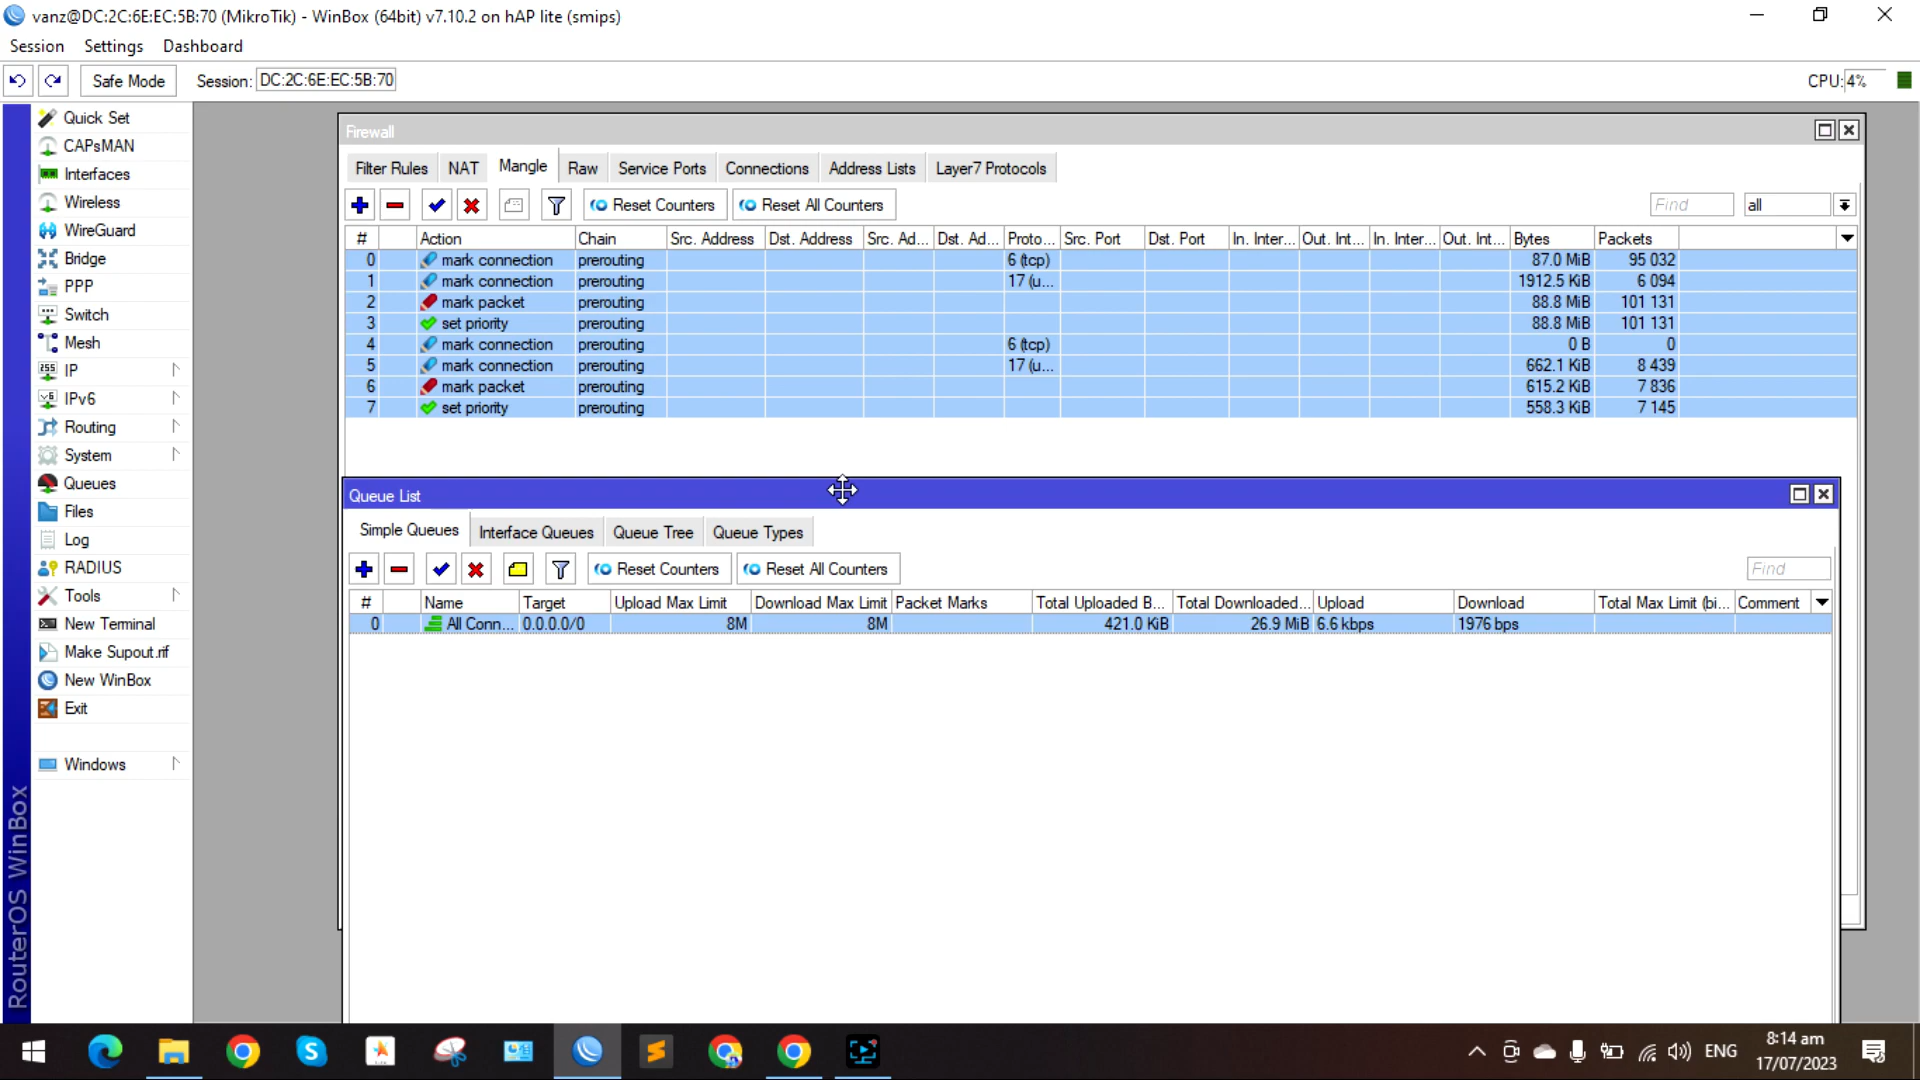 vanz@DC:2C:6E:EC:5B:70 (MikroTik) - WinBox (64bit) v7.10.2 on hAP lite (smips)
Session Settings Dashboard
Safe Mode Session: DC:2C:6E:EC:5B:70 CPU: 4%
Quick Set
CAPsMAN
Interfaces
Wireless
WireGuard
Bridge
PPP
Switch
Mesh
IP
IPv6
Routing
System
Queues
Files
Log
RADIUS
Tools
New Terminal
Make Supout.rif
New WinBox
Exit
Windows
RouterOS WinBox
Firewall
Filter Rules NAT Mangle Raw Service Ports Connections Address Lists Layer7 Protocols
Reset Counters Reset All Counters Find all
# Action Chain Src. Address Dst. Address Src. Ad... Dst. Ad... Proto... Src. Port Dst. Port In. Inter... Out. Int... In. Inter... Out. Int... Bytes Packets
0 mark connection prerouting 6 (tcp) 87.0 MiB 95 032
1 mark connection prerouting 17 (u... 1912.5 KiB 6 094
2 mark packet prerouting 88.8 MiB 101 131
3 set priority prerouting 88.8 MiB 101 131
4 mark connection prerouting 6 (tcp) 0 B 0
5 mark connection prerouting 17 (u... 662.1 KiB 8 439
6 mark packet prerouting 615.2 KiB 7 836
7 set priority prerouting 558.3 KiB 7 145
Queue List
Simple Queues Interface Queues Queue Tree Queue Types
Reset Counters Reset All Counters Find
# Name Target Upload Max Limit Download Max Limit Packet Marks Total Uploaded B... Total Downloaded... Upload Download Total Max Limit (bi... Comment
0 All Conn... 0.0.0.0/0 8M 8M 421.0 KiB 26.9 MiB 6.6 kbps 1976 bps
ENG
8:14 am
17/07/2023